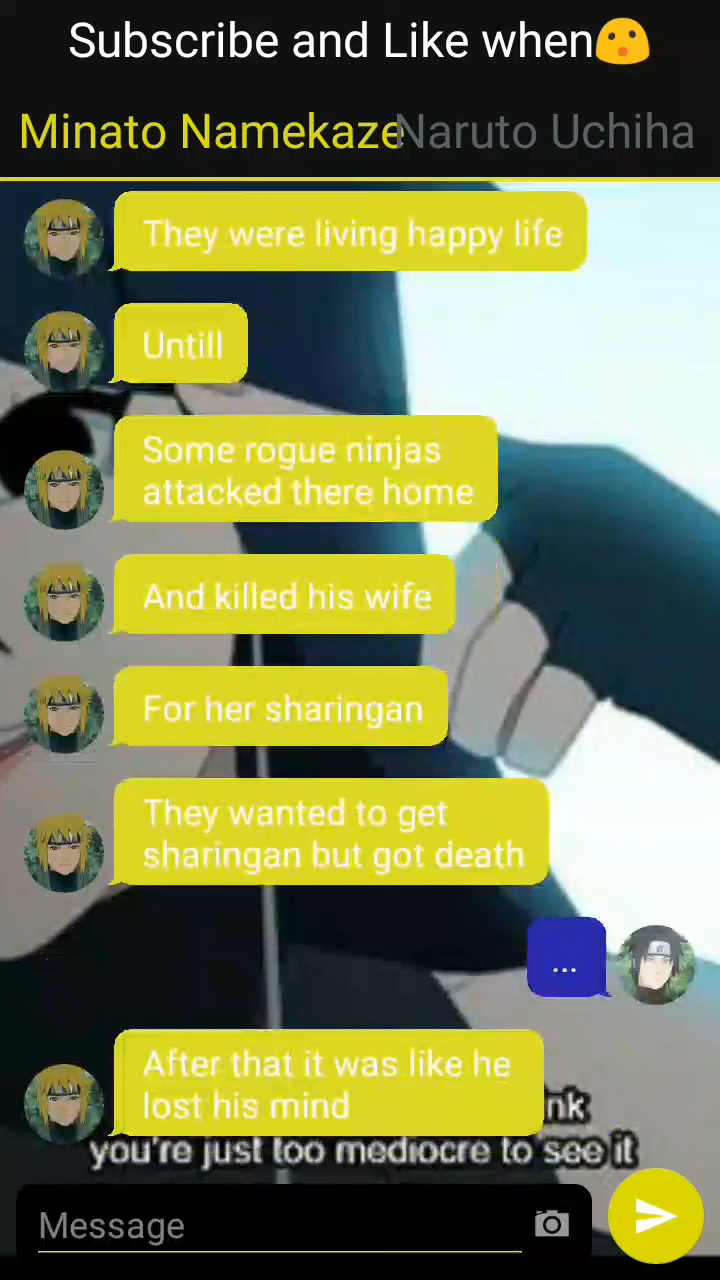 Subscribe and Like when😮
Minato Namekaze
Naruto Uchiha
They were living happy life
Untill
Some rogue ninjas
attacked there home
And killed his wife
For her sharingan
They wanted to get
sharingan but got death
...
After that it was like he
lost his mind
you're just too mediocre to see it
Message